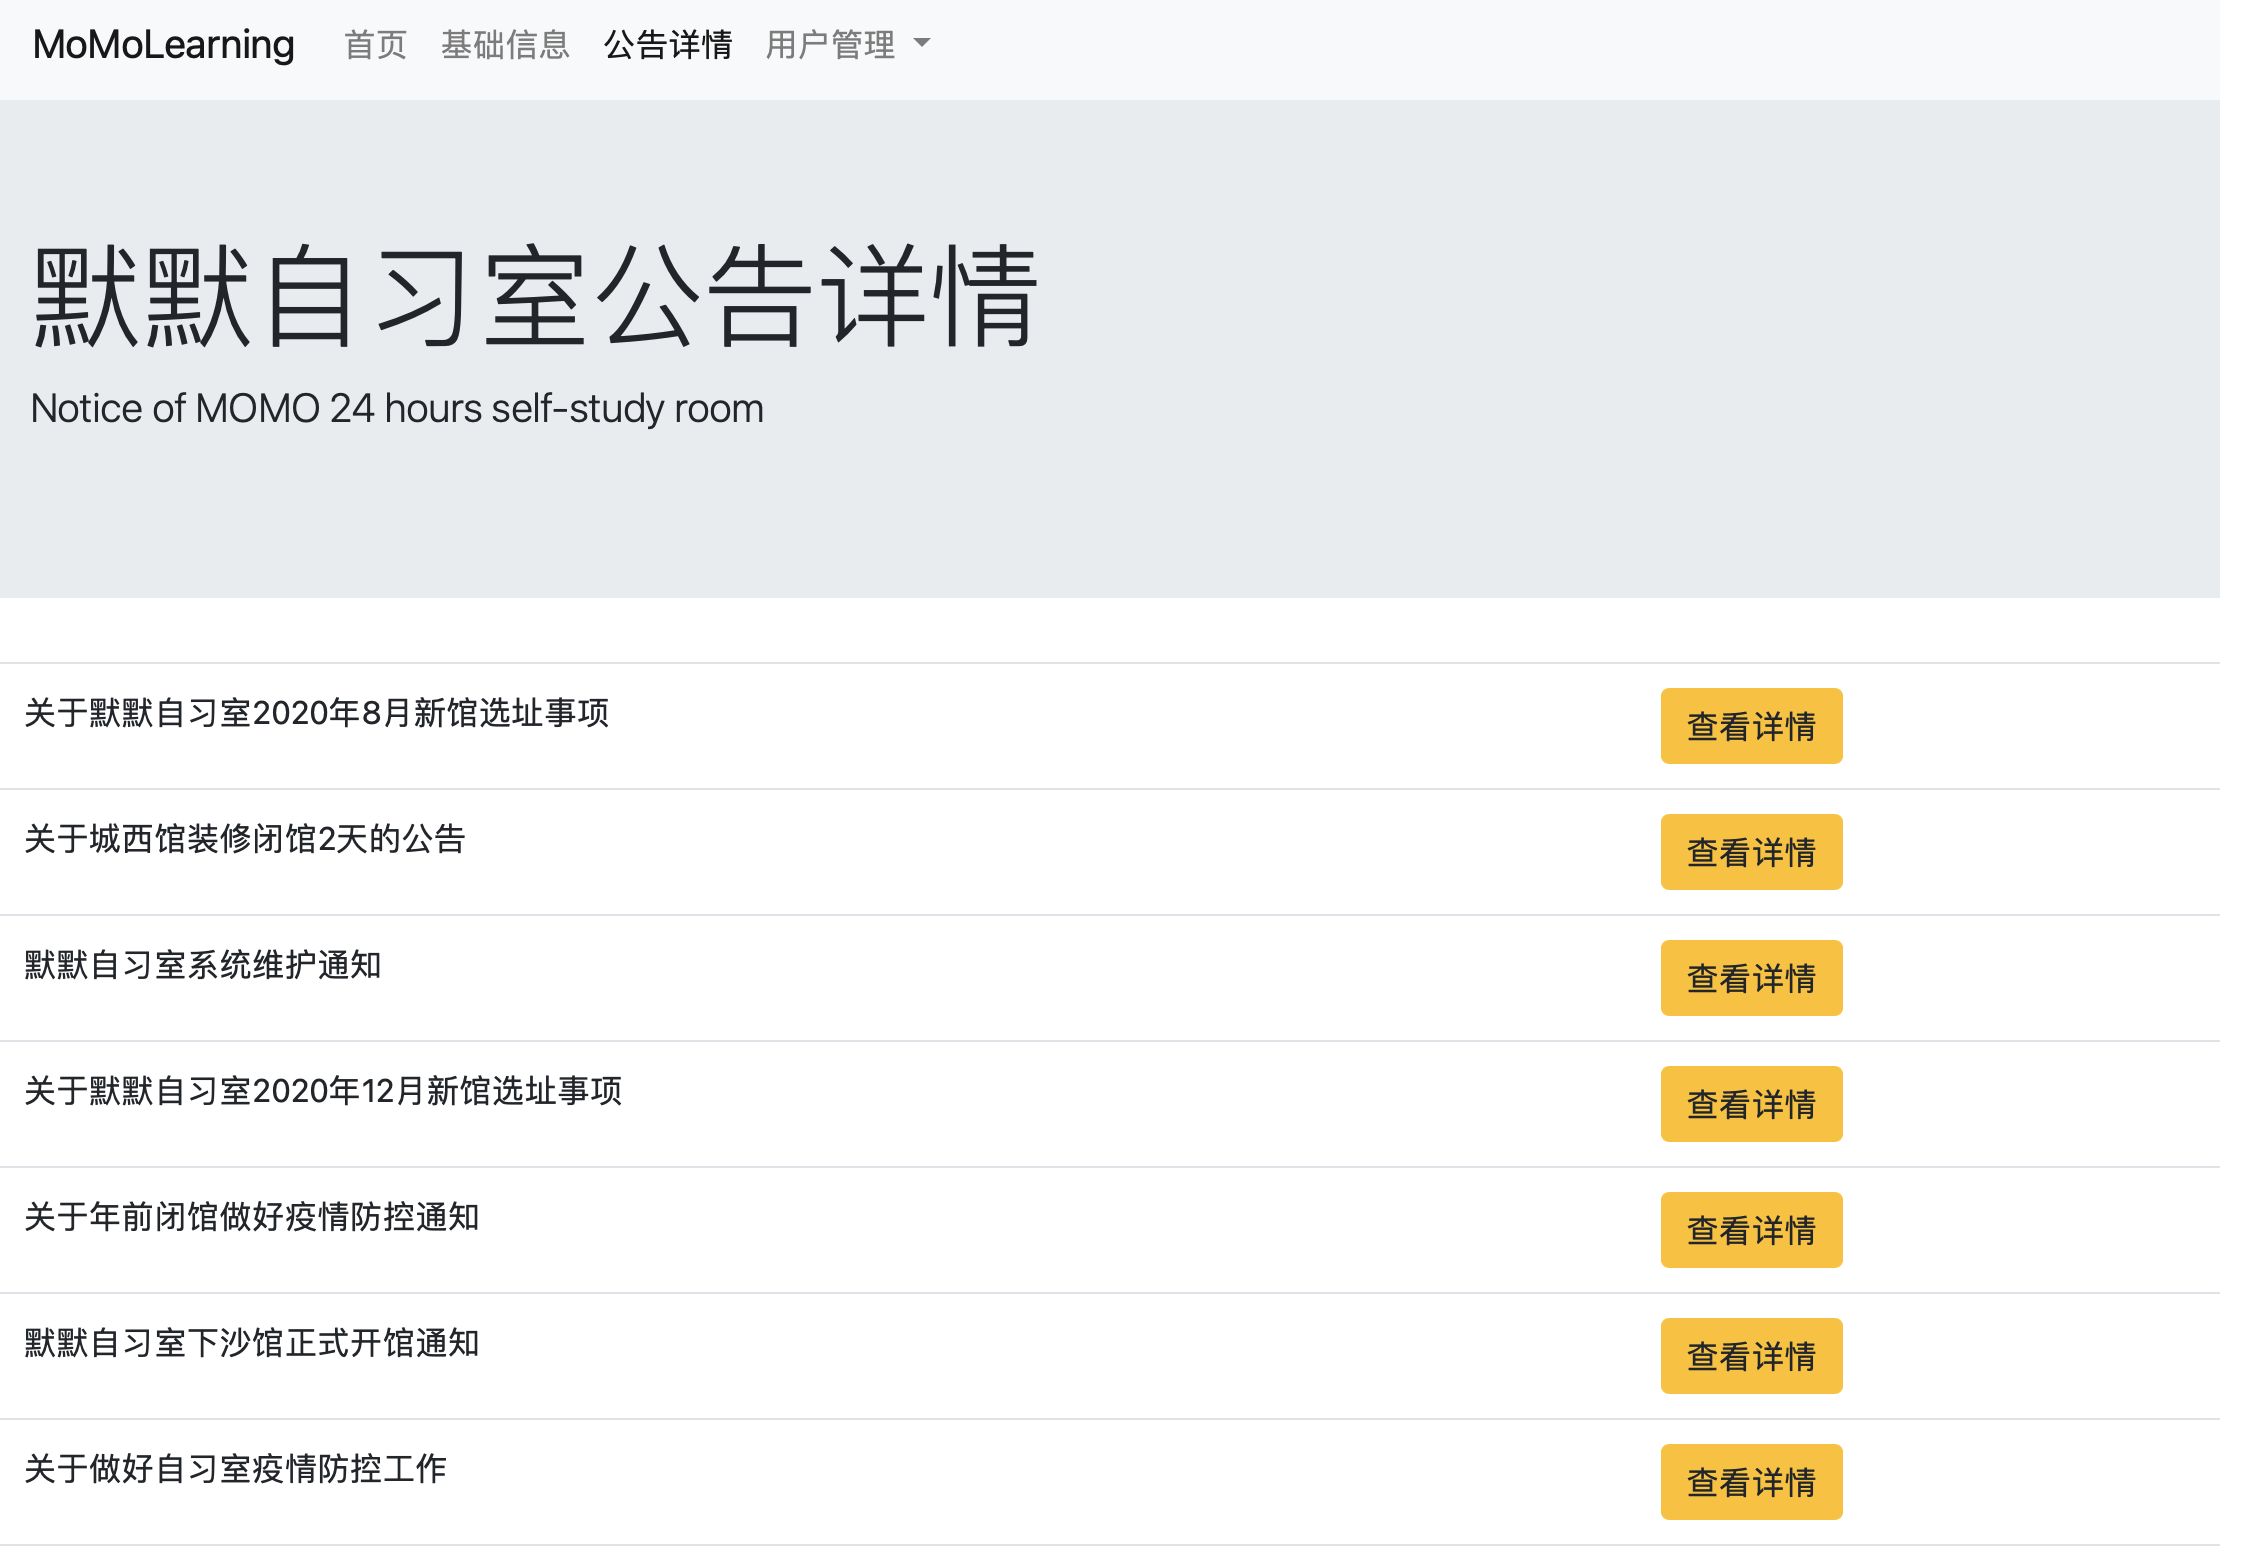 MoMoLearning 首页 基础信息 公告详情 用户管理
默默自习室公告详情
Notice of MOMO 24 hours self-study room
关于默默自习室2020年8月新馆选址事项 查看详情
关于城西馆装修闭馆2天的公告 查看详情
默默自习室系统维护通知 查看详情
关于默默自习室2020年12月新馆选址事项 查看详情
关于年前闭馆做好疫情防控通知 查看详情
默默自习室下沙馆正式开馆通知 查看详情
关于做好自习室疫情防控工作 查看详情